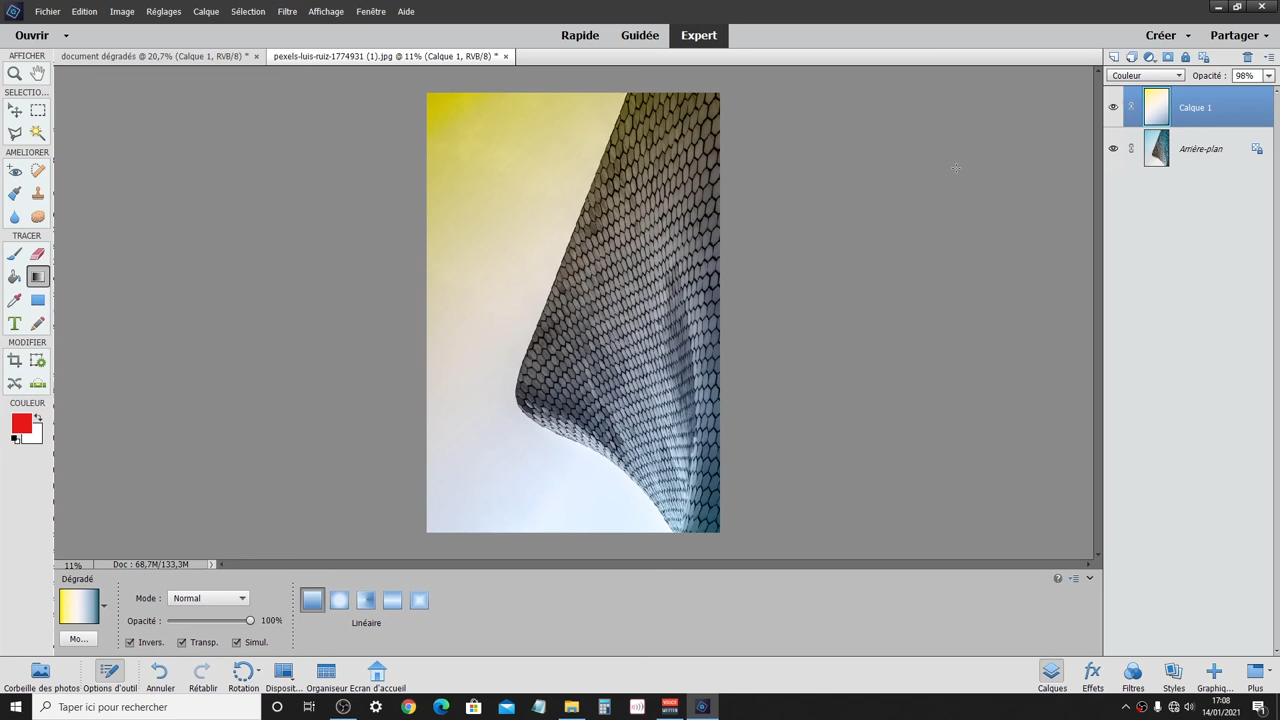 Fichier Edition Image Réglages Calque Sélection Filtre Affichage Fenêtre Aide
Ouvrir Rapide Guidée Expert Créer Partager
document dégradés @ 20,7% (Calque 1, RVB/8) * × pexels-luis-ruiz-1774931 (1).jpg @ 11% (Calque 1, RVB/8) * ×
AFFICHER
Couleur Opacité : 98%
SELECTIO...
Calque 1
Arrière-plan
AMELIORER
TRACER
MODIFIER
COULEUR
11% Doc : 68,7M/133,3M
Dégradé
Mode : Normal
Opacité : 100%
Linéaire
Mo... Invers. Transp. Simul.
Corbeille des photos Options d'outil Annuler Rétablir Rotation Disposit... Organiseur Ecran d'accueil Calques Effets Filtres Styles Graphiq... Plus
Taper ici pour rechercher
17:08
14/01/2021